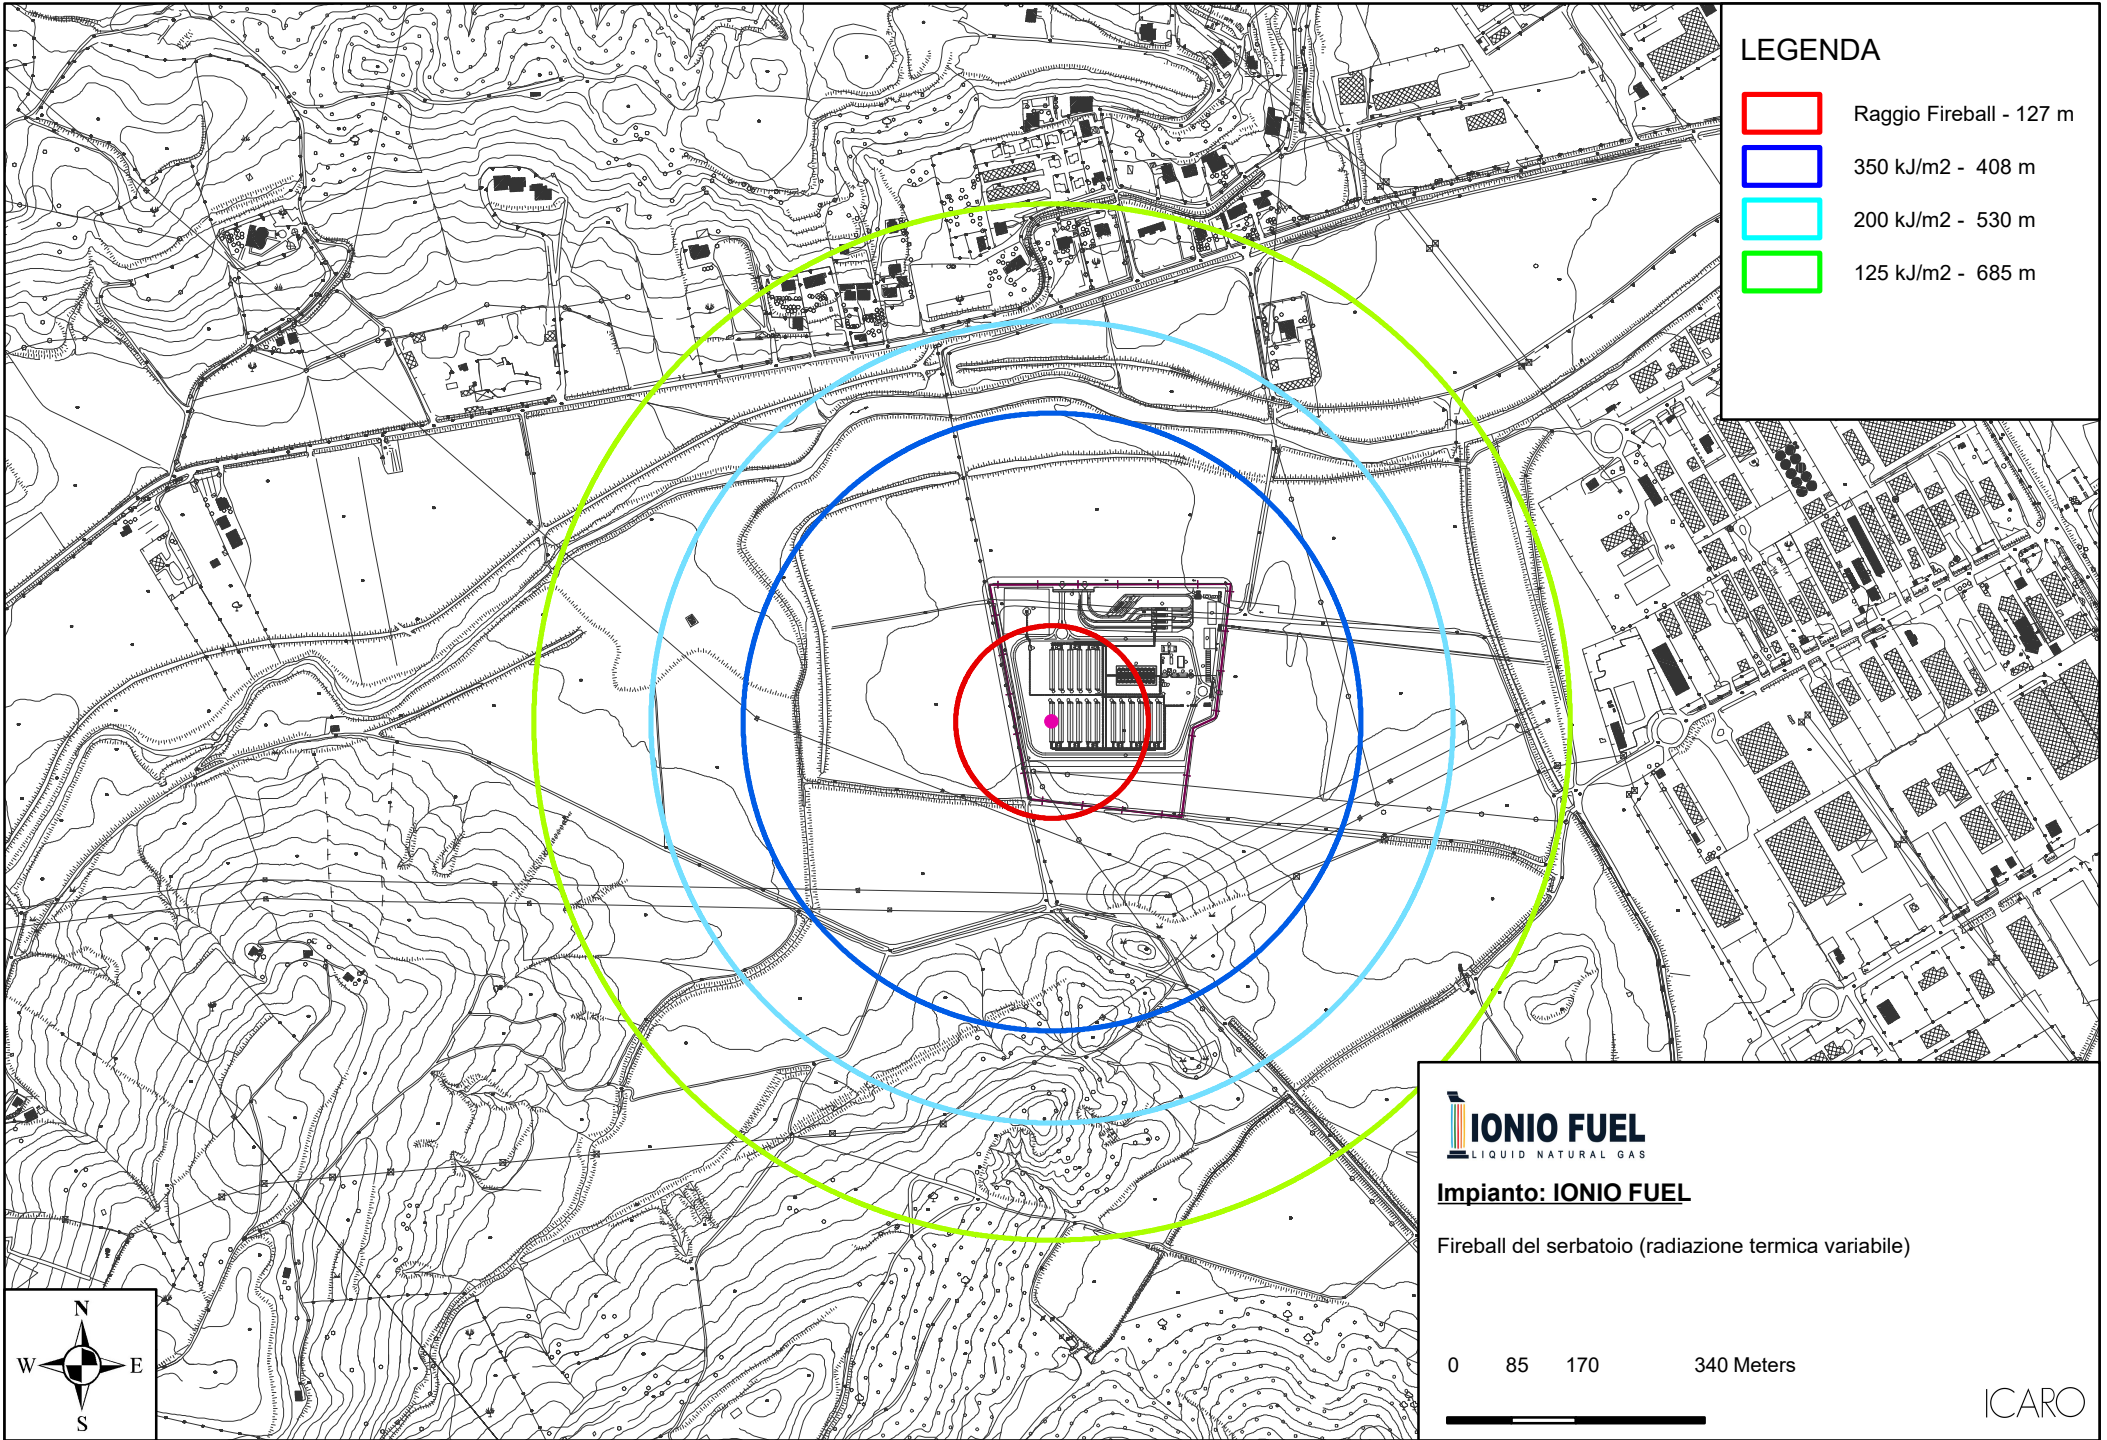 LEGENDA
Raggio Fireball - 127 m
350 kJ/m2 - 408 m
200 kJ/m2 - 530 m
125 kJ/m2 - 685 m
IONIO FUEL
LIQUID NATURAL GAS
Impianto: IONIO FUEL
Fireball del serbatoio (radiazione termica variabile)
0 85 170 340 Meters
ICARO
N
W E
S